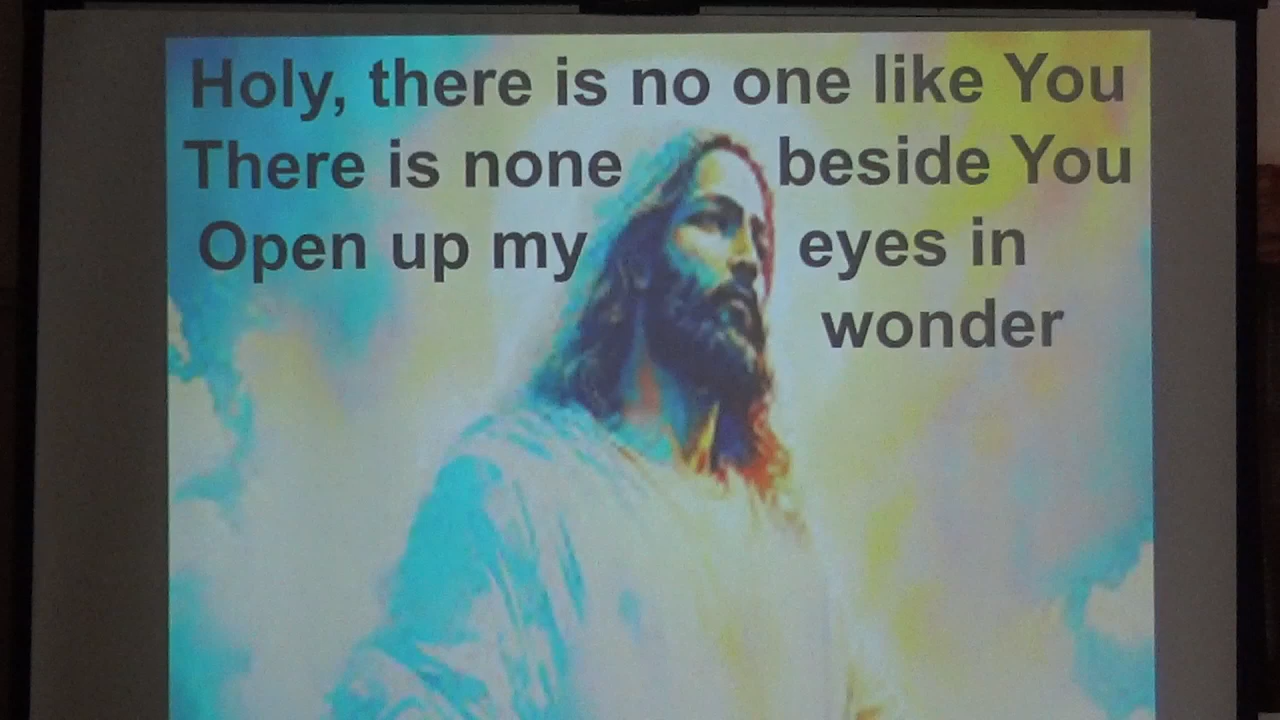 Holy, there is no one like You
There is none beside You
Open up my eyes in
wonder